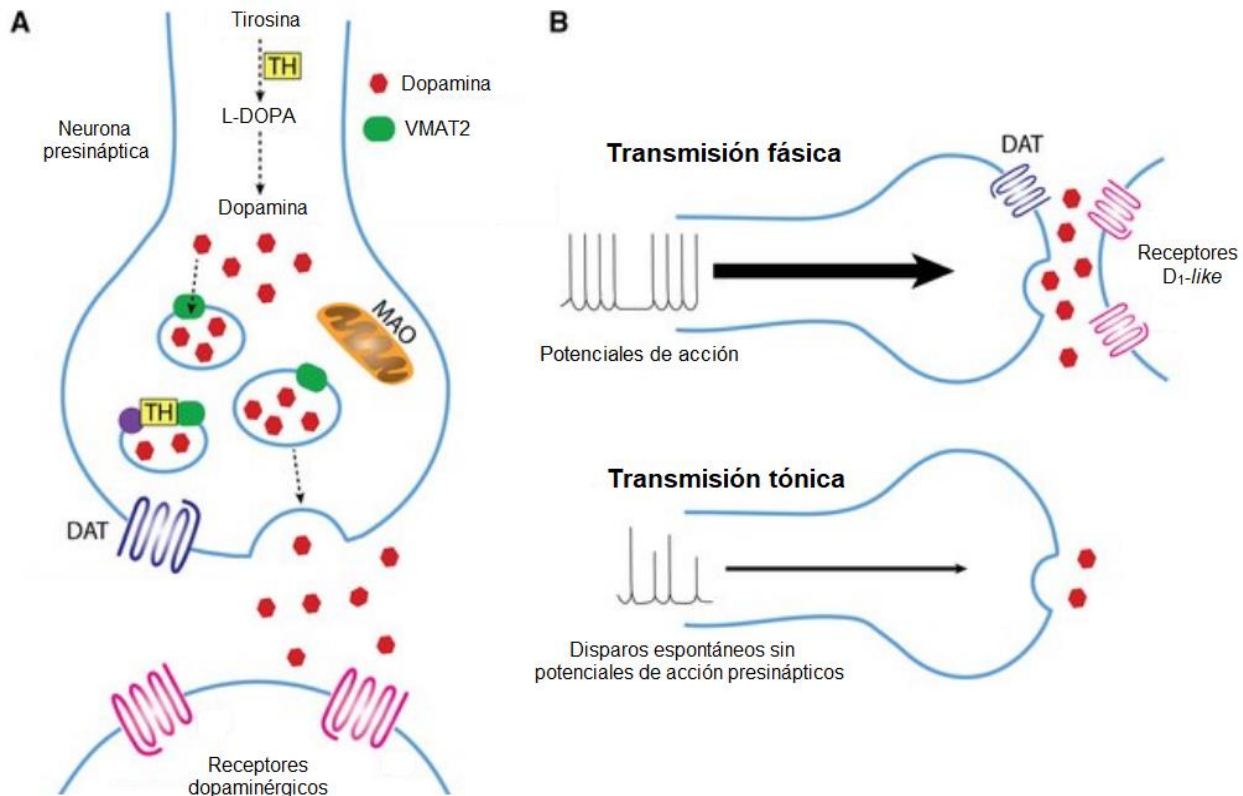 A
Tirosina
TH
L-DOPA
Dopamina
Dopamina
VMAT2
Neurona
presináptica
MAO
TH
DAT
Receptores
dopaminérgicos
B
Transmisión fásica
DAT
Receptores
D₁-like
Potenciales de acción
Transmisión tónica
Disparos espontáneos sin
potenciales de acción presinápticos